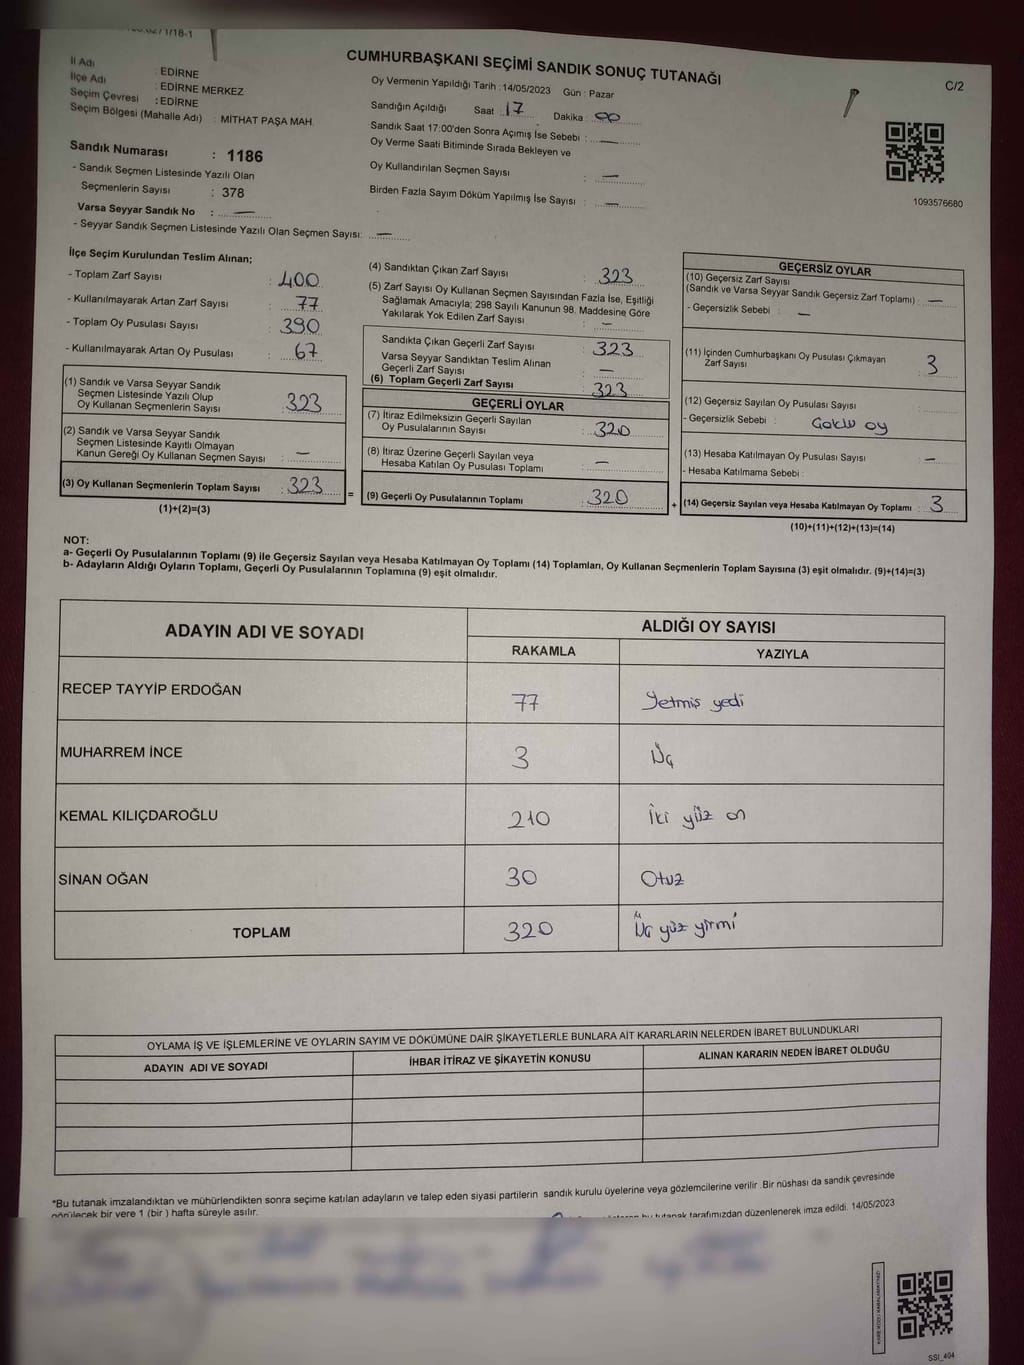 CUMHURBAŞKANI SEÇİMİ SANDIK SONUÇ TUTANAĞI
C/2
İl Adı : EDİRNE
İlçe Adı : EDİRNE MERKEZ
Seçim Çevresi : EDİRNE
Seçim Bölgesi (Mahalle Adı) : MİTHAT PAŞA MAH.
Sandık Numarası : 1186
- Sandık Seçmen Listesinde Yazılı Olan
Seçmenlerin Sayısı : 378
Varsa Seyyar Sandık No : —
- Seyyar Sandık Seçmen Listesinde Yazılı Olan Seçmen Sayısı: —
Oy Vermenin Yapıldığı Tarih : 14/05/2023 Gün : Pazar
Sandığın Açıldığı Saat : 17 Dakika : 00
Sandık Saat 17:00'den Sonra Açımış İse Sebebi : —
Oy Verme Saati Bitiminde Sırada Bekleyen ve
Oy Kullandırılan Seçmen Sayısı : —
Birden Fazla Sayım Döküm Yapılmış İse Sayısı : —
1093576680
İlçe Seçim Kurulundan Teslim Alınan;
- Toplam Zarf Sayısı : 400
- Kullanılmayarak Artan Zarf Sayısı : 77
- Toplam Oy Pusulası Sayısı : 390
- Kullanılmayarak Artan Oy Pusulası : 67
(1) Sandık ve Varsa Seyyar Sandık
Seçmen Listesinde Yazılı Olup
Oy Kullanan Seçmenlerin Sayısı : 323
(2) Sandık ve Varsa Seyyar Sandık
Seçmen Listesinde Kayıtlı Olmayan
Kanun Gereği Oy Kullanan Seçmen Sayısı : —
(3) Oy Kullanan Seçmenlerin Toplam Sayısı : 323
(1)+(2)=(3)
=
(4) Sandıktan Çıkan Zarf Sayısı : 323
(5) Zarf Sayısı Oy Kullanan Seçmen Sayısından Fazla İse, Eşitliği
Sağlamak Amacıyla; 298 Sayılı Kanunun 98. Maddesine Göre
Yakılarak Yok Edilen Zarf Sayısı : —
Sandıkta Çıkan Geçerli Zarf Sayısı : 323
Varsa Seyyar Sandıktan Teslim Alınan
Geçerli Zarf Sayısı : —
(6) Toplam Geçerli Zarf Sayısı : 323
GEÇERLİ OYLAR
(7) İtiraz Edilmeksizin Geçerli Sayılan
Oy Pusulalarının Sayısı : 320
(8) İtiraz Üzerine Geçerli Sayılan veya
Hesaba Katılan Oy Pusulası Toplamı : —
(9) Geçerli Oy Pusulalarının Toplamı : 320
+
GEÇERSİZ OYLAR
(10) Geçersiz Zarf Sayısı
(Sandık ve Varsa Seyyar Sandık Geçersiz Zarf Toplamı) : —
- Geçersizlik Sebebi : —
(11) İçinden Cumhurbaşkanı Oy Pusulası Çıkmayan
Zarf Sayısı : 3
(12) Geçersiz Sayılan Oy Pusulası Sayısı :
- Geçersizlik Sebebi : oy
(13) Hesaba Katılmayan Oy Pusulası Sayısı : —
- Hesaba Katılmama Sebebi :
(14) Geçersiz Sayılan veya Hesaba Katılmayan Oy Toplamı : 3
(10)+(11)+(12)+(13)=(14)
NOT:
a- Geçerli Oy Pusulalarının Toplamı (9) ile Geçersiz Sayılan veya Hesaba Katılmayan Oy Toplamı (14) Toplamları, Oy Kullanan Seçmenlerin Toplam Sayısına (3) eşit olmalıdır. (9)+(14)=(3)
b- Adayların Aldığı Oyların Toplamı, Geçerli Oy Pusulalarının Toplamına (9) eşit olmalıdır.
ADAYIN ADI VE SOYADI ALDIĞI OY SAYISI
RAKAMLA YAZIYLA
RECEP TAYYİP ERDOĞAN 77 Yetmiş yedi
MUHARREM İNCE 3 Üç
KEMAL KILIÇDAROĞLU 210 İki yüz on
SİNAN OĞAN 30 Otuz
TOPLAM 320 Üç yüz yirmi
OYLAMA İŞ VE İŞLEMLERİNE VE OYLARIN SAYIM VE DÖKÜMÜNE DAİR ŞİKAYETLERLE BUNLARA AİT KARARLARIN NELERDEN İBARET BULUNDUKLARI
ADAYIN ADI VE SOYADI İHBAR İTİRAZ VE ŞİKAYETİN KONUSU ALINAN KARARIN NEDEN İBARET OLDUĞU
*Bu tutanak imzalandıktan ve mühürlendikten sonra seçime katılan adayların ve talep eden siyasi partilerin sandık kurulu üyelerine veya gözlemcilerine verilir .Bir nüshası da sandık çevresinde
görülecek bir yere 1 (bir ) hafta süreyle asılır.
bu tutanak tarafımızdan düzenlenerek imza edildi. 14/05/2023
SSI_404